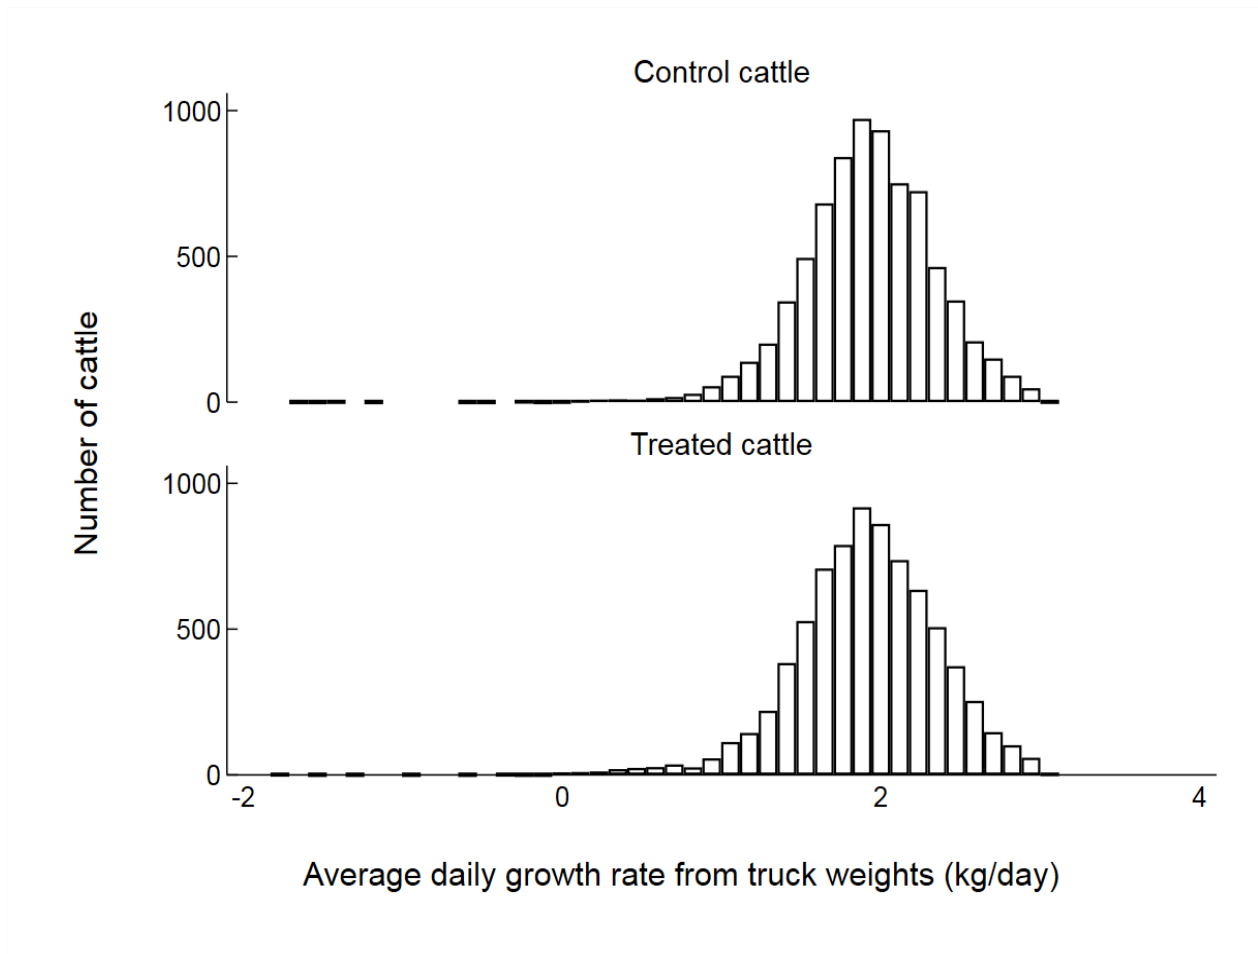 Control cattle
1000
500
0
Number of cattle
Treated cattle
1000
500
0
-2 0 2 4
Average daily growth rate from truck weights (kg/day)